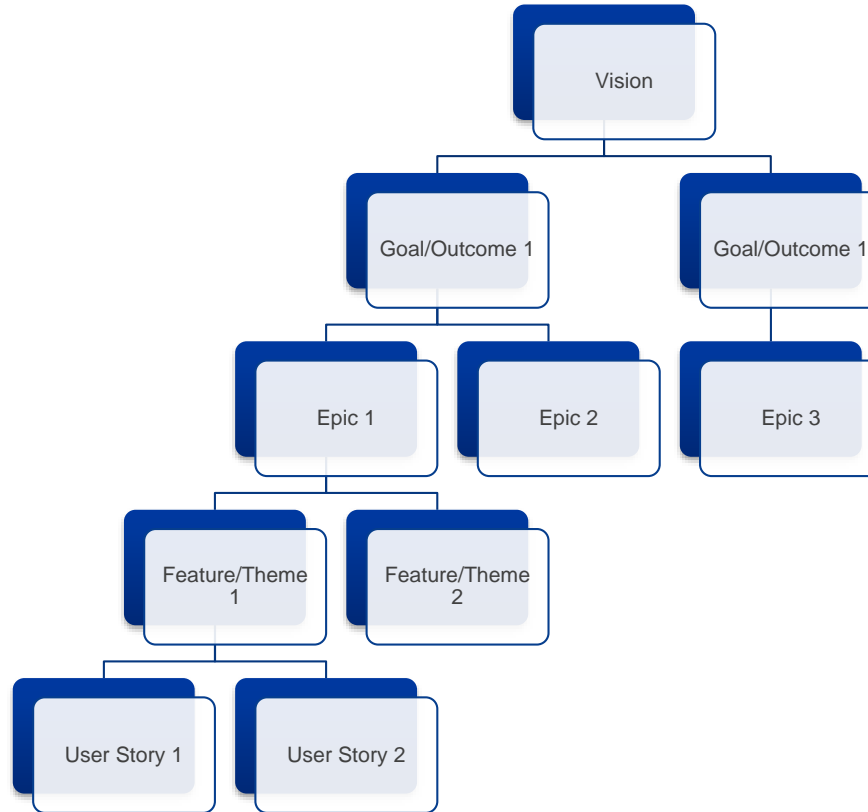 Vision
Goal/Outcome 1
Goal/Outcome 1
Epic 1
Epic 2
Epic 3
Feature/Theme
1
Feature/Theme
2
User Story 1
User Story 2